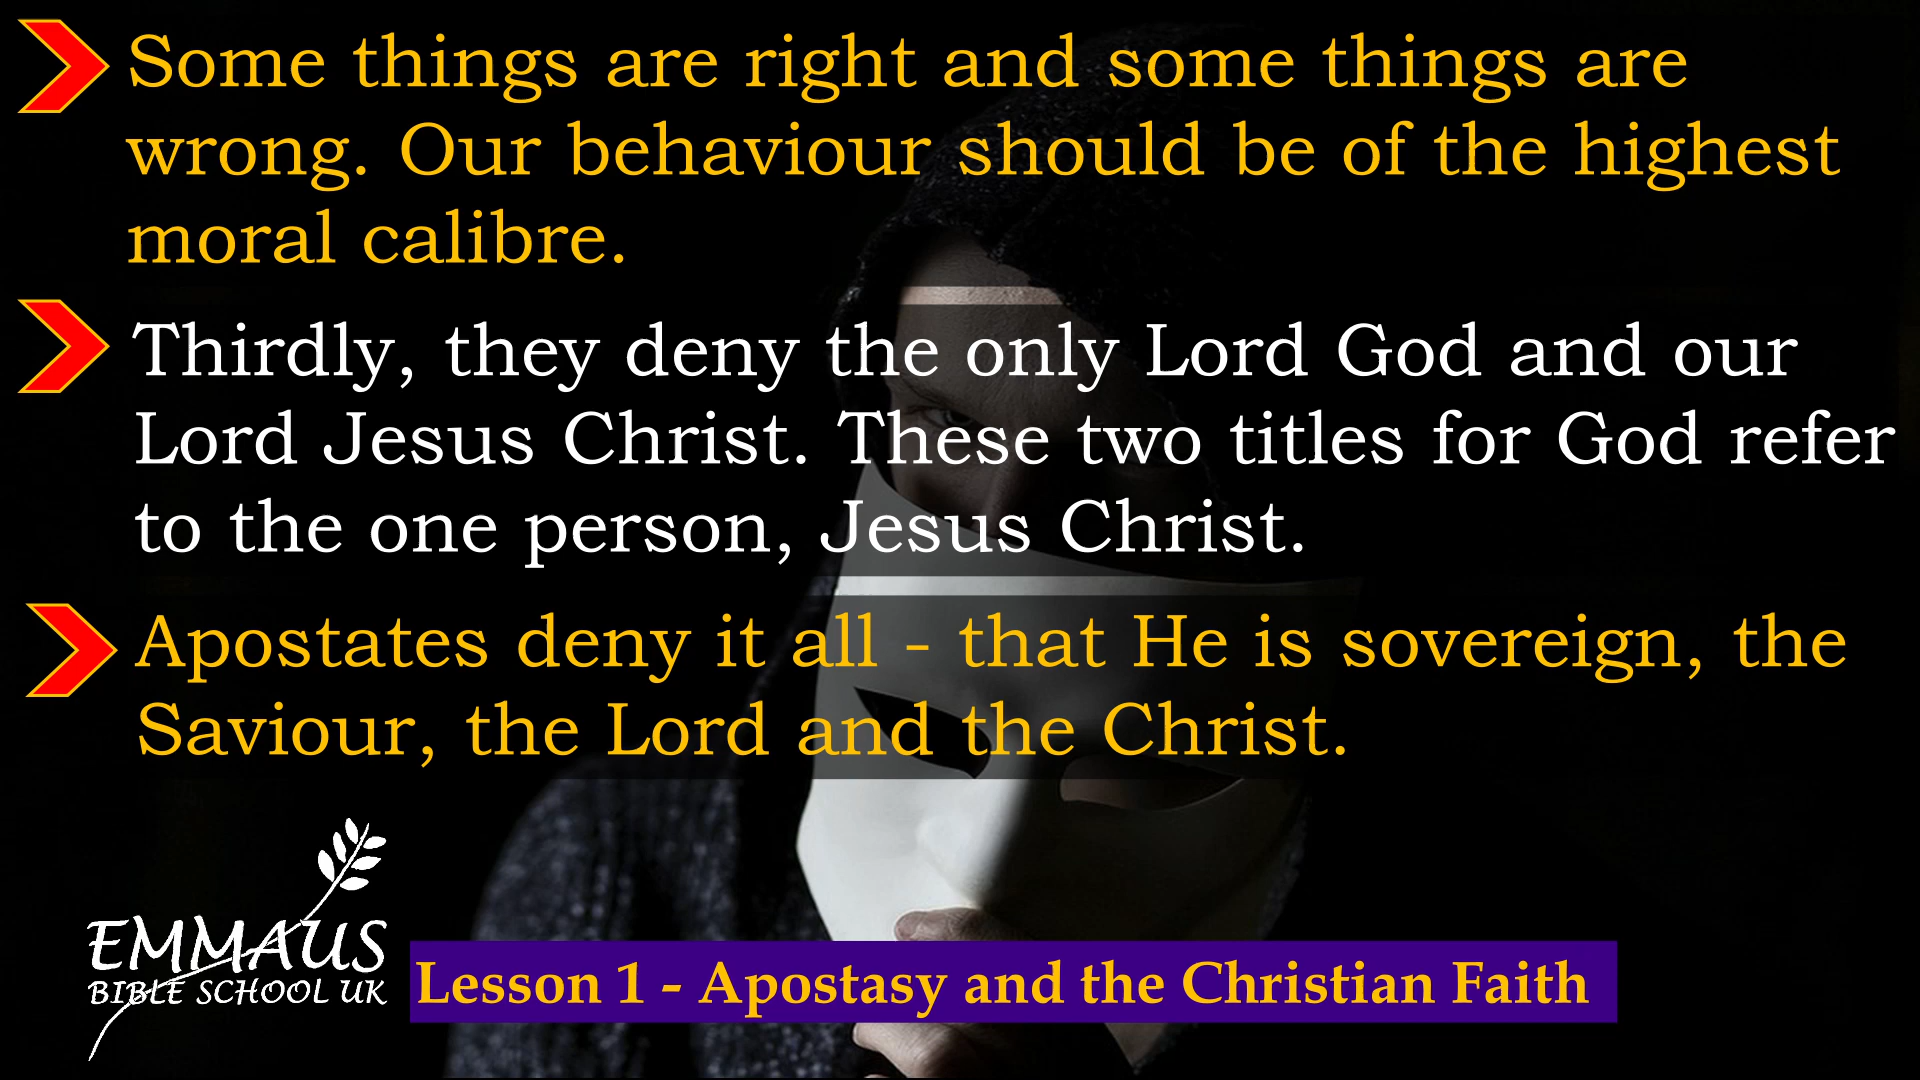 Some things are right and some things are
wrong. Our behaviour should be of the highest
moral calibre.
Thirdly, they deny the only Lord God and our
Lord Jesus Christ. These two titles for God refer
to the one person, Jesus Christ.
Apostates deny it all - that He is sovereign, the
Saviour, the Lord and the Christ.
EMMAUS
BIBLE SCHOOL UK
Lesson 1 - Apostasy and the Christian Faith